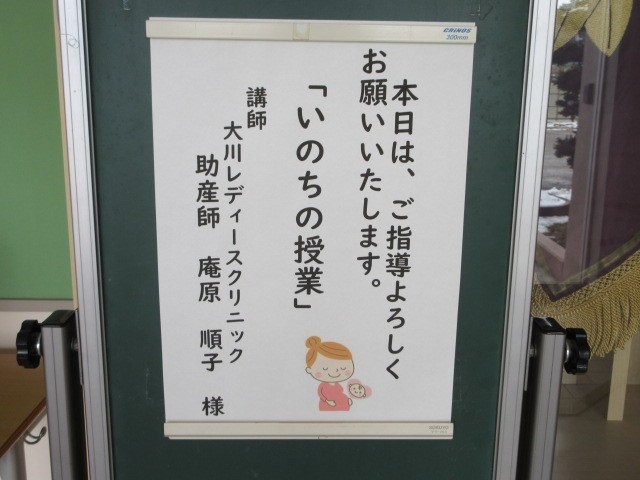 本日は、ご指導よろしく
お願いいたします。
「いのちの授業」
講師
大川レディースクリニック
助産師　庵原　順子　様
CRINOS
300mm